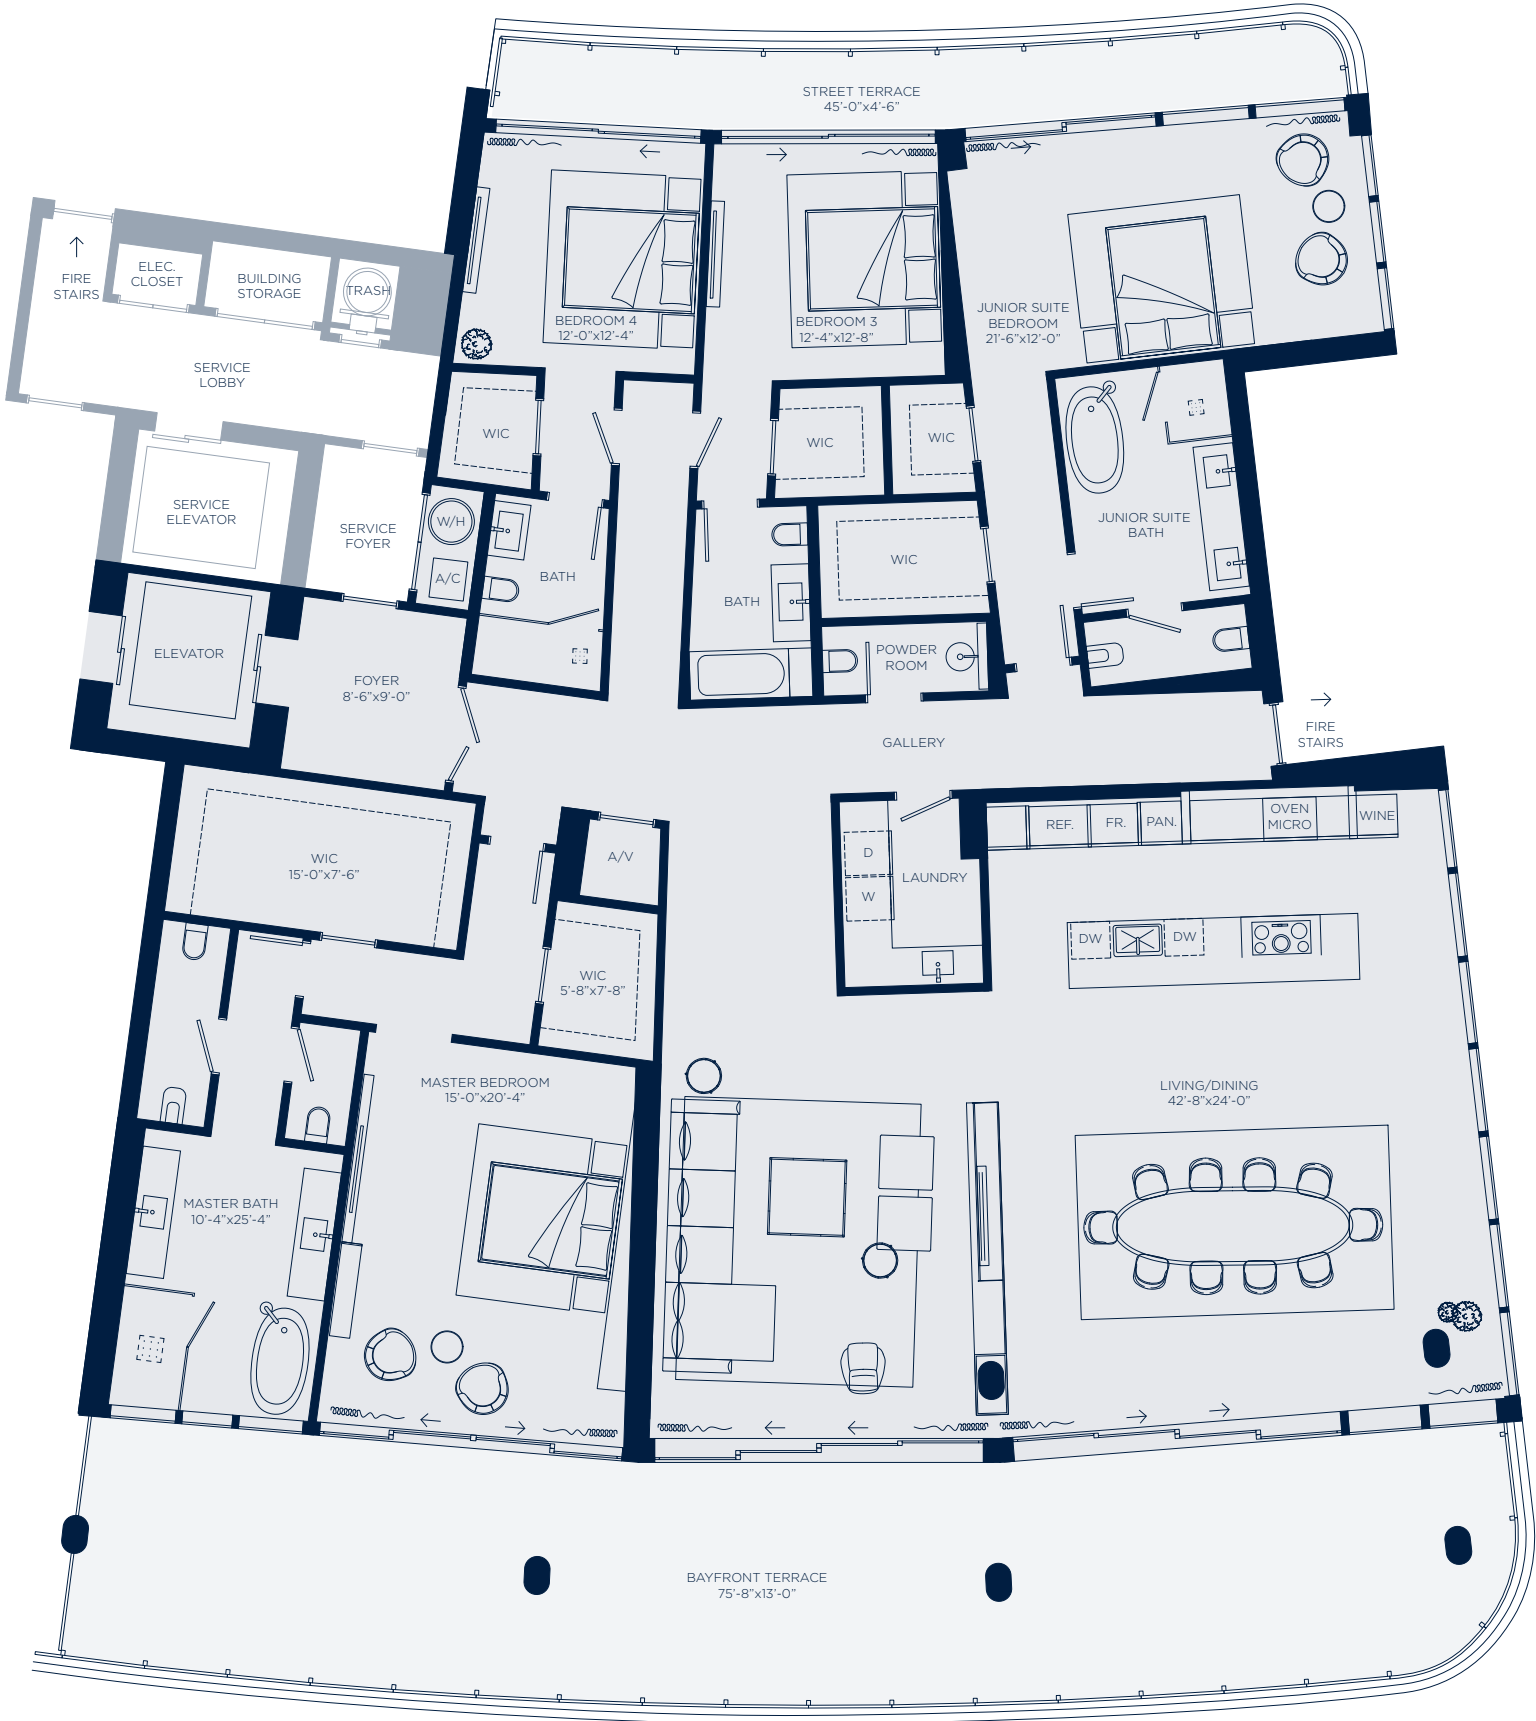 STREET TERRACE
45'-0"x4'-6"
FIRE
STAIRS
ELEC.
CLOSET
BUILDING
STORAGE
TRASH
BEDROOM 4
12'-0"x12'-4"
BEDROOM 3
12'-4"x12'-8"
JUNIOR SUITE
BEDROOM
21'-6"x12'-0"
SERVICE
LOBBY
WIC
WIC
WIC
SERVICE
ELEVATOR
SERVICE
FOYER
W/H
A/C
BATH
BATH
WIC
JUNIOR SUITE
BATH
ELEVATOR
FOYER
8'-6"x9'-0"
POWDER
ROOM
GALLERY
FIRE
STAIRS
WIC
15'-0"x7'-6"
A/V
D
W
LAUNDRY
REF.
FR.
PAN.
OVEN
MICRO
WINE
DW
DW
WIC
5'-8"x7'-8"
MASTER BEDROOM
15'-0"x20'-4"
LIVING/DINING
42'-8"x24'-0"
MASTER BATH
10'-4"x25'-4"
BAYFRONT TERRACE
75'-8"x13'-0"